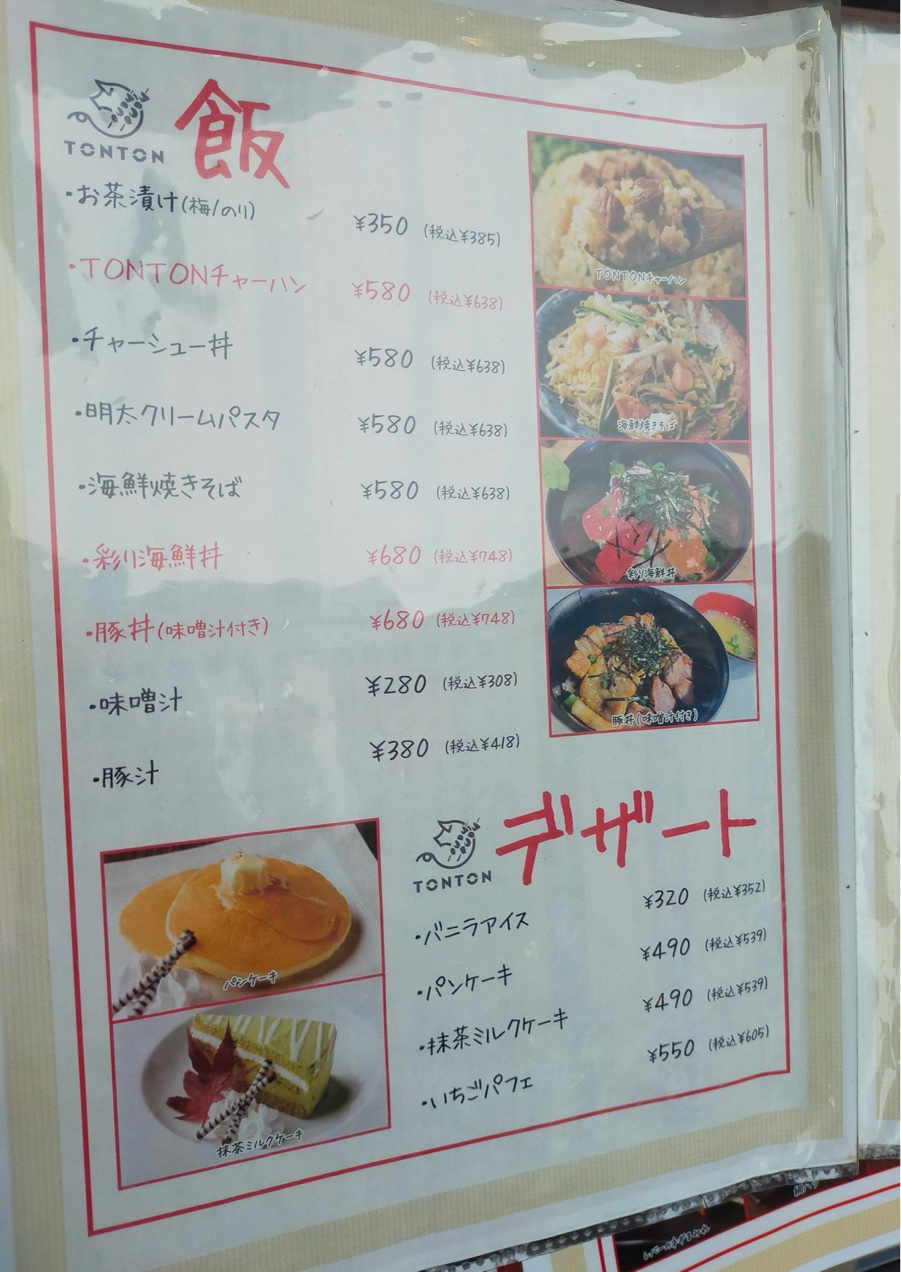 TONTON 飯
・お茶漬け(梅/のり) ¥350 (税込¥385)
・TONTONチャーハン ¥580 (税込¥638)
・チャーシュー丼 ¥580 (税込¥638)
・明太クリームパスタ ¥580 (税込¥638)
・海鮮焼きそば ¥580 (税込¥638)
・彩り海鮮丼 ¥680 (税込¥748)
・豚丼(味噌汁付き) ¥680 (税込¥748)
・味噌汁 ¥280 (税込¥308)
・豚汁 ¥380 (税込¥418)
TONTONチャーハン
海鮮焼きそば
彩り海鮮丼
豚丼(味噌汁付き)
TONTON デザート
・バニラアイス ¥320 (税込¥352)
・パンケーキ ¥490 (税込¥539)
・抹茶ミルクケーキ ¥490 (税込¥539)
・いちごパフェ ¥550 (税込¥605)
パンケーキ
抹茶ミルクケーキ